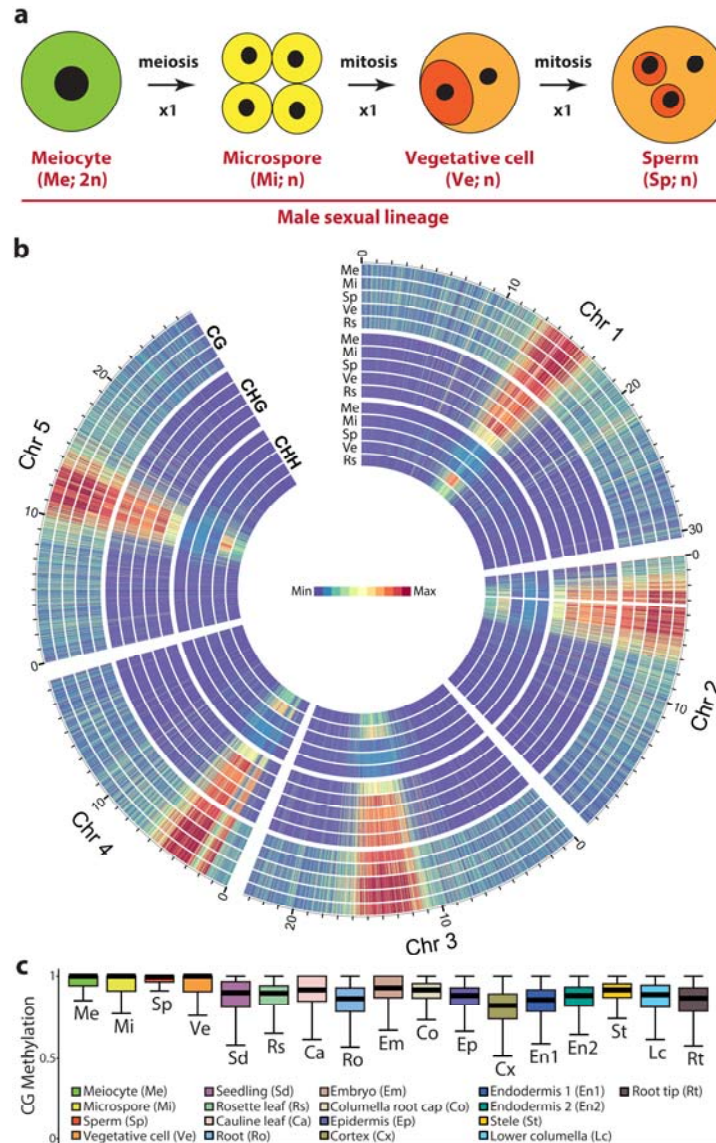 a
meiosis
x1
mitosis
x1
mitosis
x1
Meiocyte
(Me; 2n)
Microspore
(Mi; n)
Vegetative cell
(Ve; n)
Sperm
(Sp; n)
Male sexual lineage
b
Me
Mi
Sp
Ve
Rs
Me
Mi
Sp
Ve
Rs
Me
Mi
Sp
Ve
Rs
CG
CHG
CHH
0
10
20
30
Chr 1
0
10
Chr 2
0
10
20
Chr 3
0
10
Chr 4
0
10
20
Chr 5
Min
Max
c
CG Methylation
1
0.5
0
Me
Mi
Sp
Ve
Sd
Rs
Ca
Ro
Em
Co
Ep
Cx
En1
En2
St
Lc
Rt
Meiocyte (Me)
Microspore (Mi)
Sperm (Sp)
Vegetative cell (Ve)
Seedling (Sd)
Rosette leaf (Rs)
Cauline leaf (Ca)
Root (Ro)
Embryo (Em)
Columella root cap (Co)
Epidermis (Ep)
Cortex (Cx)
Endodermis 1 (En1)
Endodermis 2 (En2)
Stele (St)
Lower columella (Lc)
Root tip (Rt)